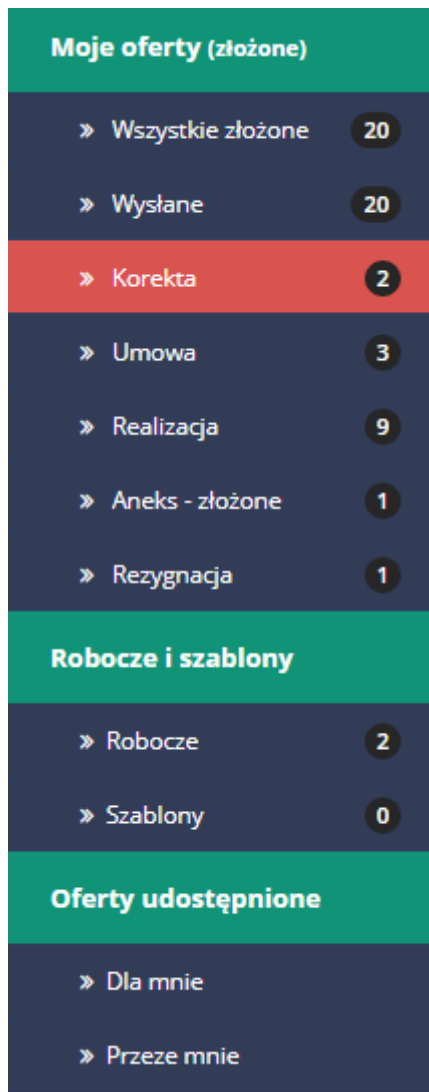 Moje oferty (złożone)
» Wszystkie złożone 20
» Wysłane 20
» Korekta 2
» Umowa 3
» Realizacja 9
» Aneks - złożone 1
» Rezygnacja 1
Robocze i szablony
» Robocze 2
» Szablony 0
Oferty udostępnione
» Dla mnie
» Przeze mnie